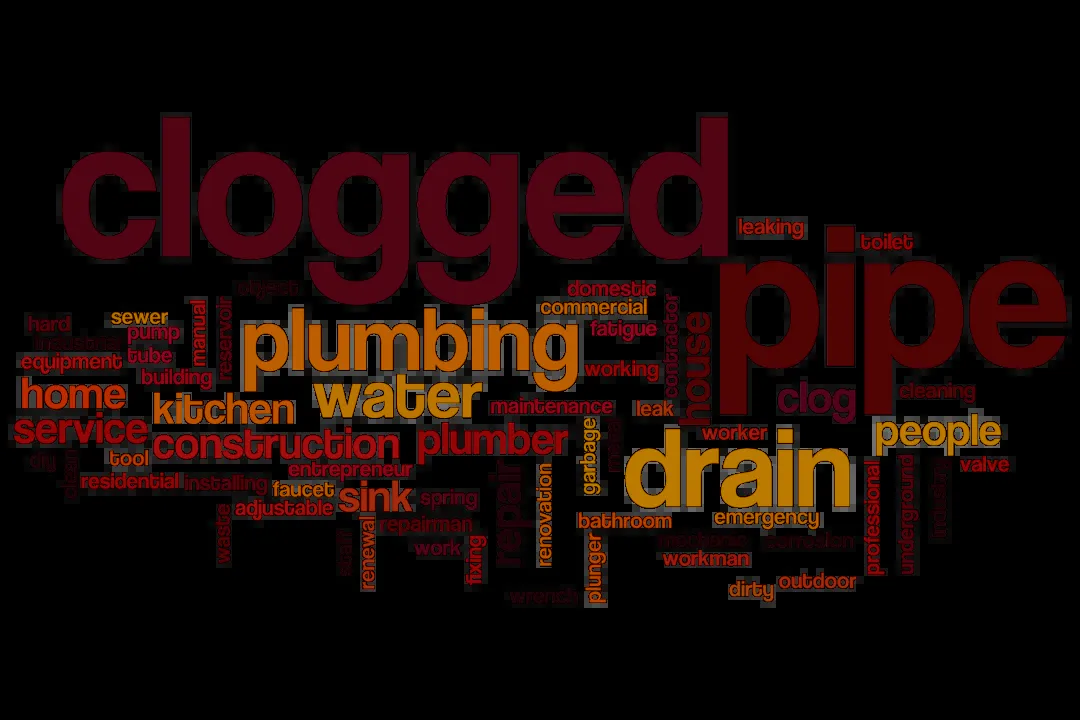 clogged
leaking
toilet
pipe
object
domestic
commercial
fatigue
contractor
house
hard
sewer
pump
manual
reservoir
industrial
plumbing
equipment
tube
building
working
home
kitchen
water
maintenance
leak
clog
cleaning
service
construction
plumber
garbage
worker
people
tool
entrepreneur
drain
valve
residential
installing
faucet
sink
spring
repair
renovation
professional
underground
adjustable
waste
renewal
repairman
work
fixing
bathroom
emergency
plunger
workman
wrench
dirty
outdoor